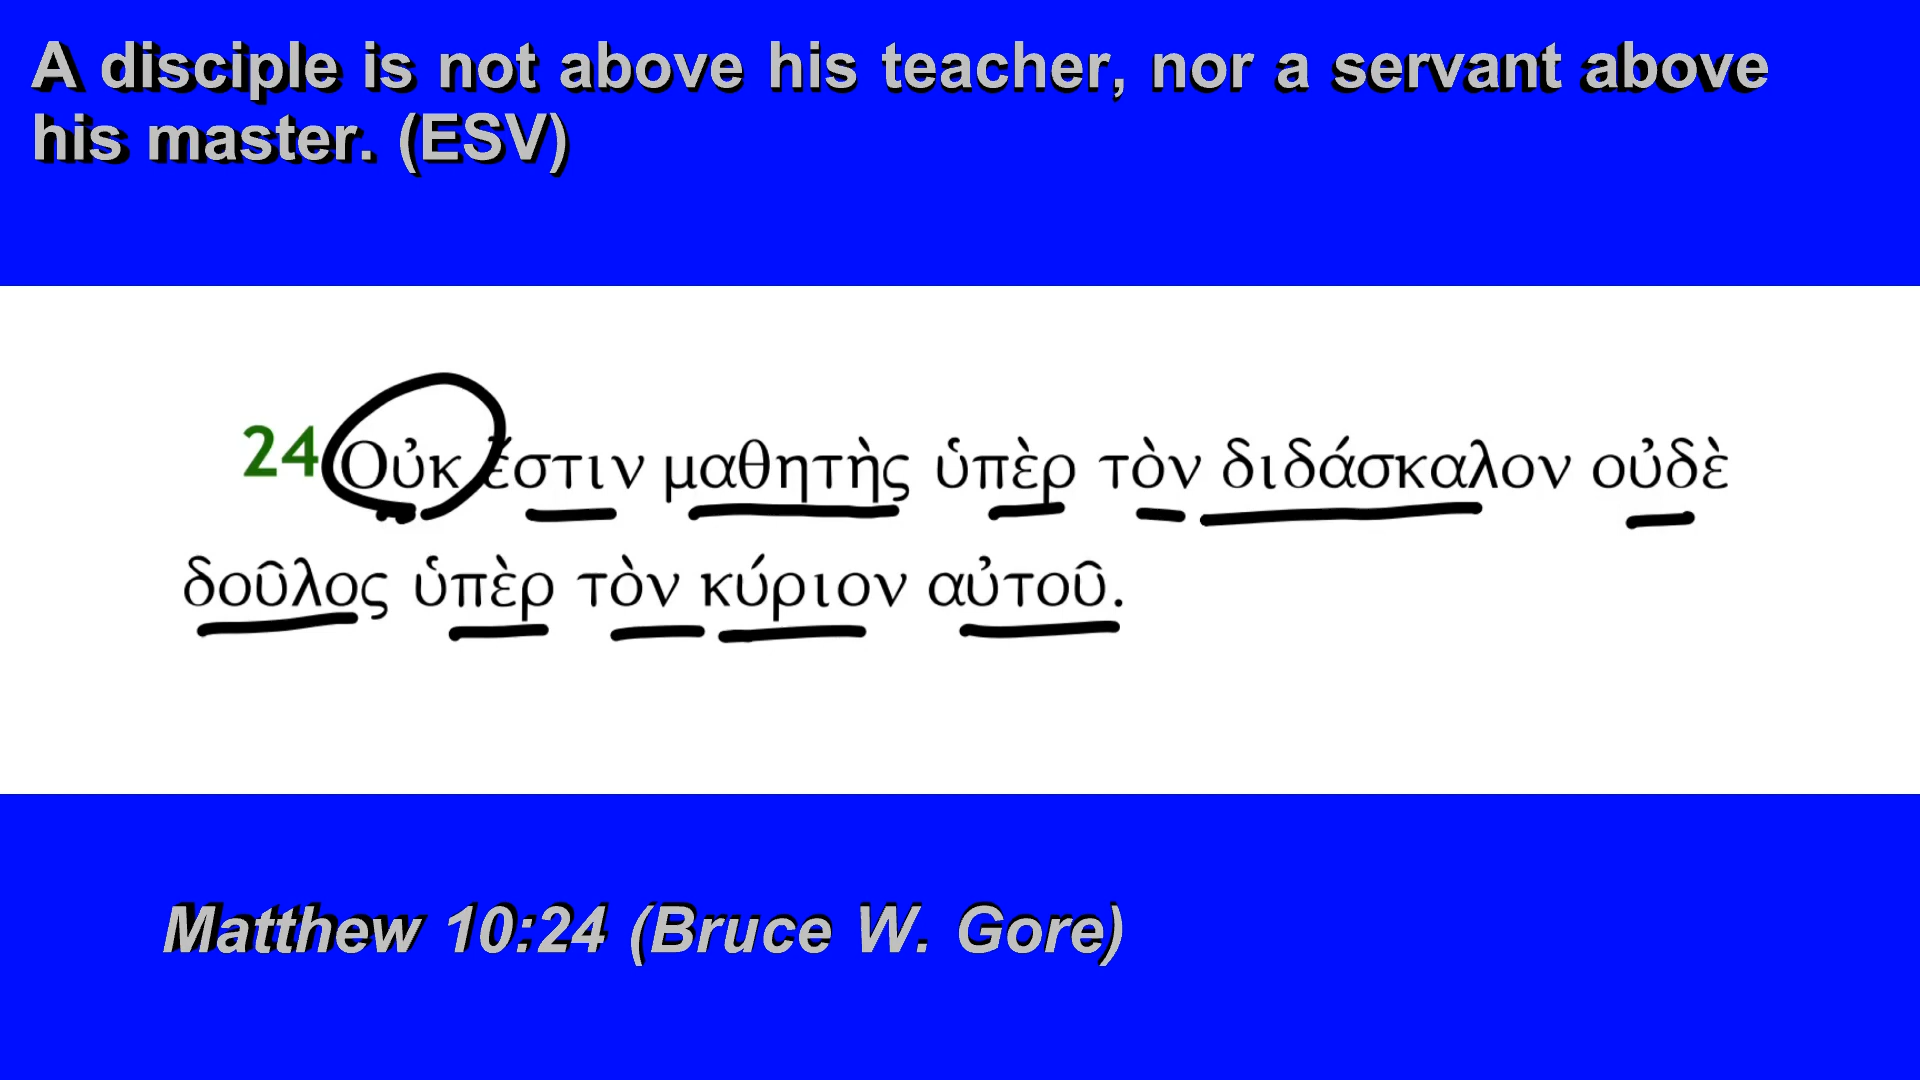 A disciple is not above his teacher, nor a servant above
his master. (ESV)
24 Οὐκ ἔστιν μαθητὴς ὑπὲρ τὸν διδάσκαλον οὐδὲ
δοῦλος ὑπὲρ τὸν κύριον αὐτοῦ.
Matthew 10:24 (Bruce W. Gore)